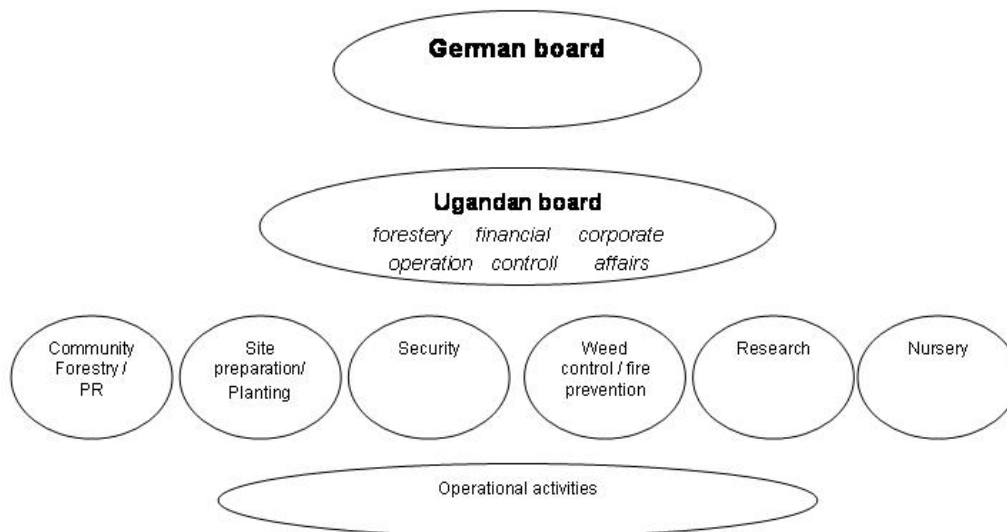 German board
Ugandan board
forestery financial corporate
operation controll affairs
Community
Forestry /
PR
Site
preparation/
Planting
Security
Weed
control / fire
prevention
Research
Nursery
Operational activities